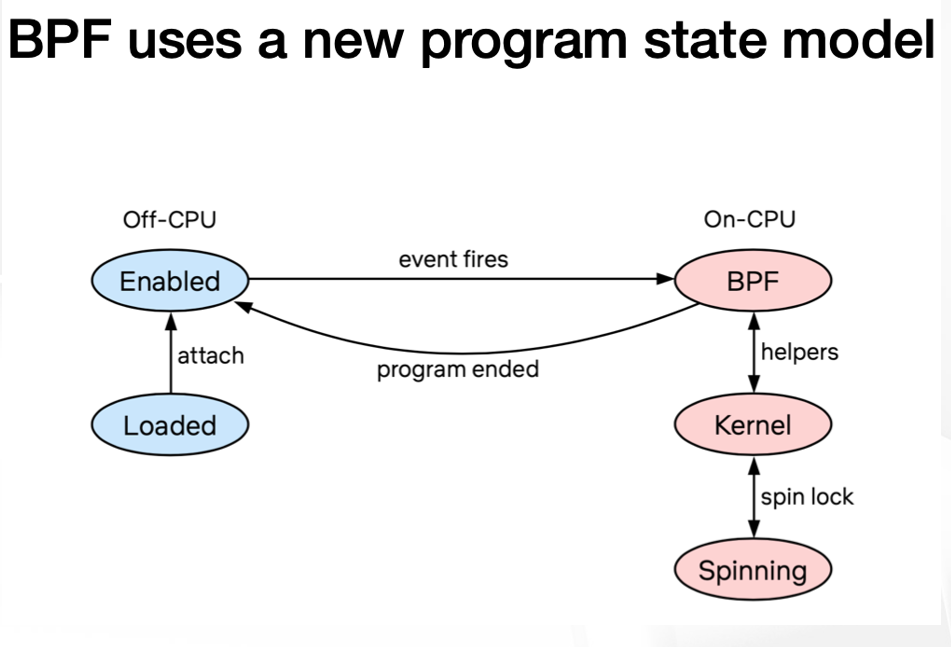 BPF uses a new program state model
Off-CPU
On-CPU
Enabled
event fires
BPF
program ended
attach
helpers
Loaded
Kernel
spin lock
Spinning